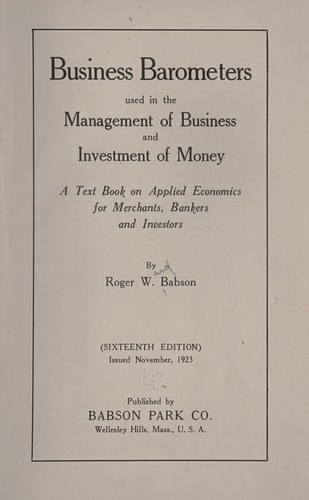 Business Barometers
used in the
Management of Business
and
Investment of Money
A Text Book on Applied Economics
for Merchants, Bankers
and Investors
By
ard
Roger W. Babson
(SIXTEENTH EDITION)
Issued November, 1923
Published by
BABSON PARK CO.
Wellesley Hills, Mass., U. S. A.